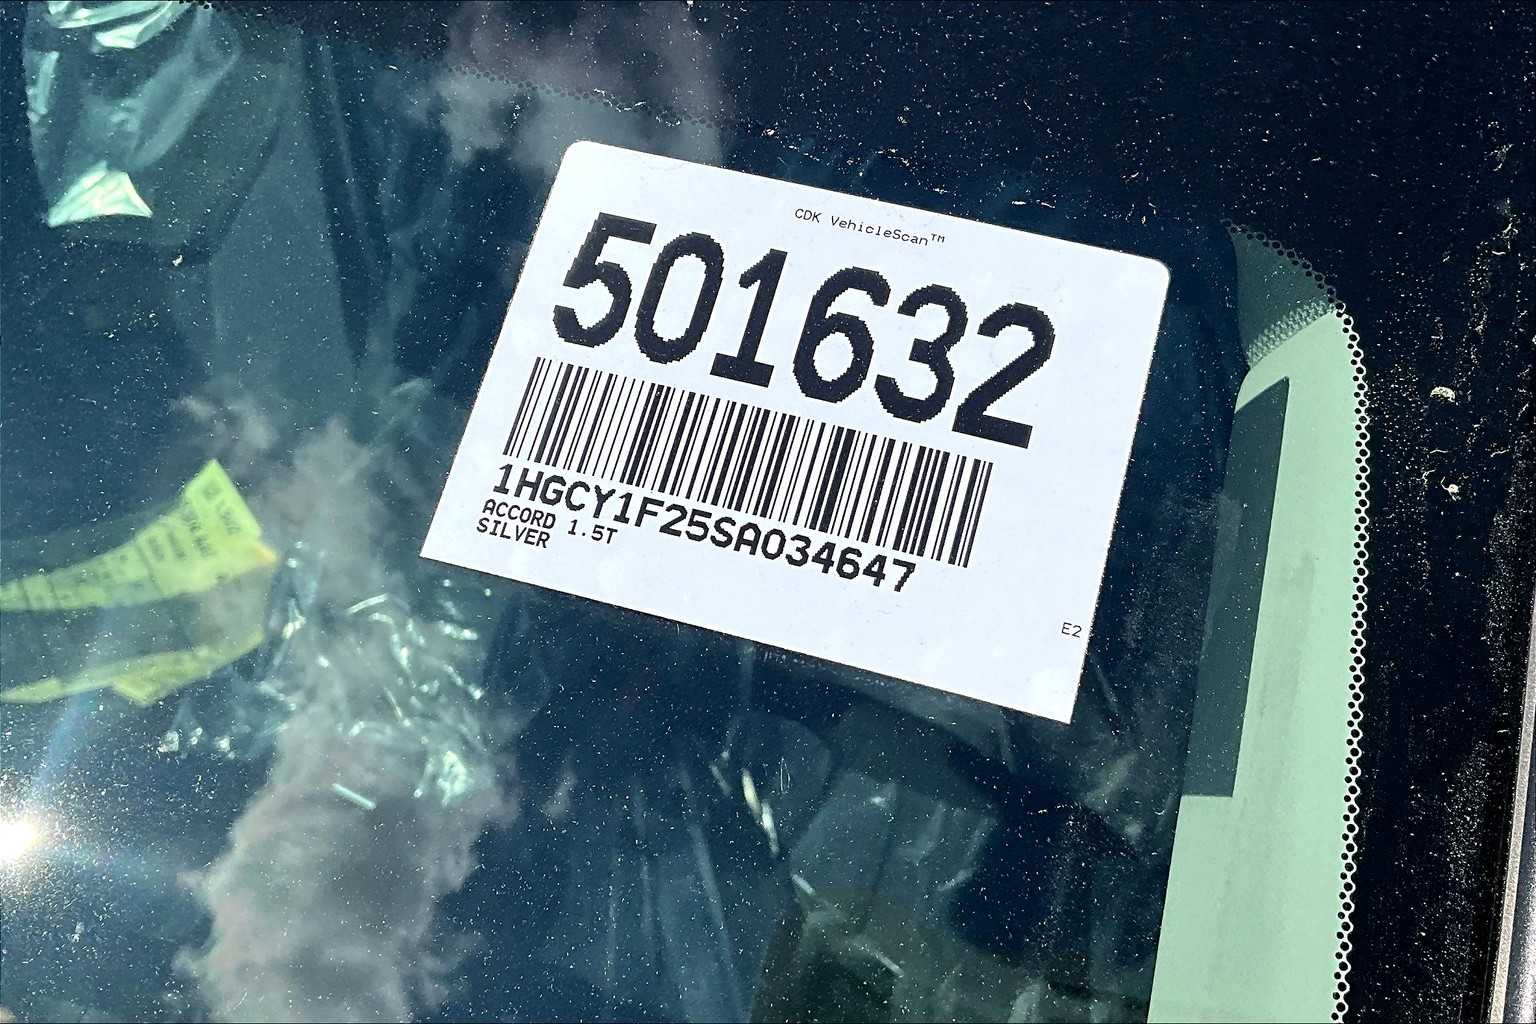 CDK VehicleScan™
501632
1HGCY1F25SA034647
ACCORD 1.5T
SILVER
E2